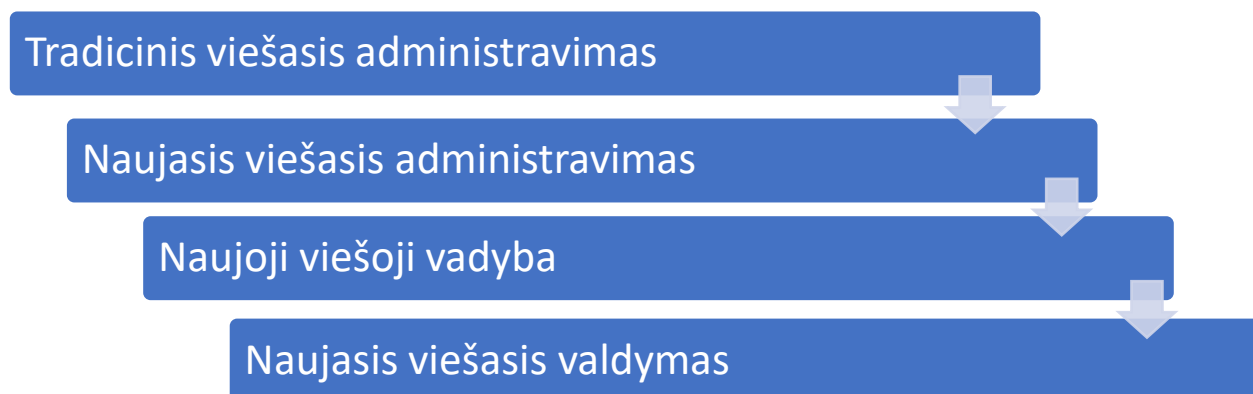 Tradicinis viešasis administravimas
Naujasis viešasis administravimas
Naujoji viešoji vadyba
Naujasis viešasis valdymas